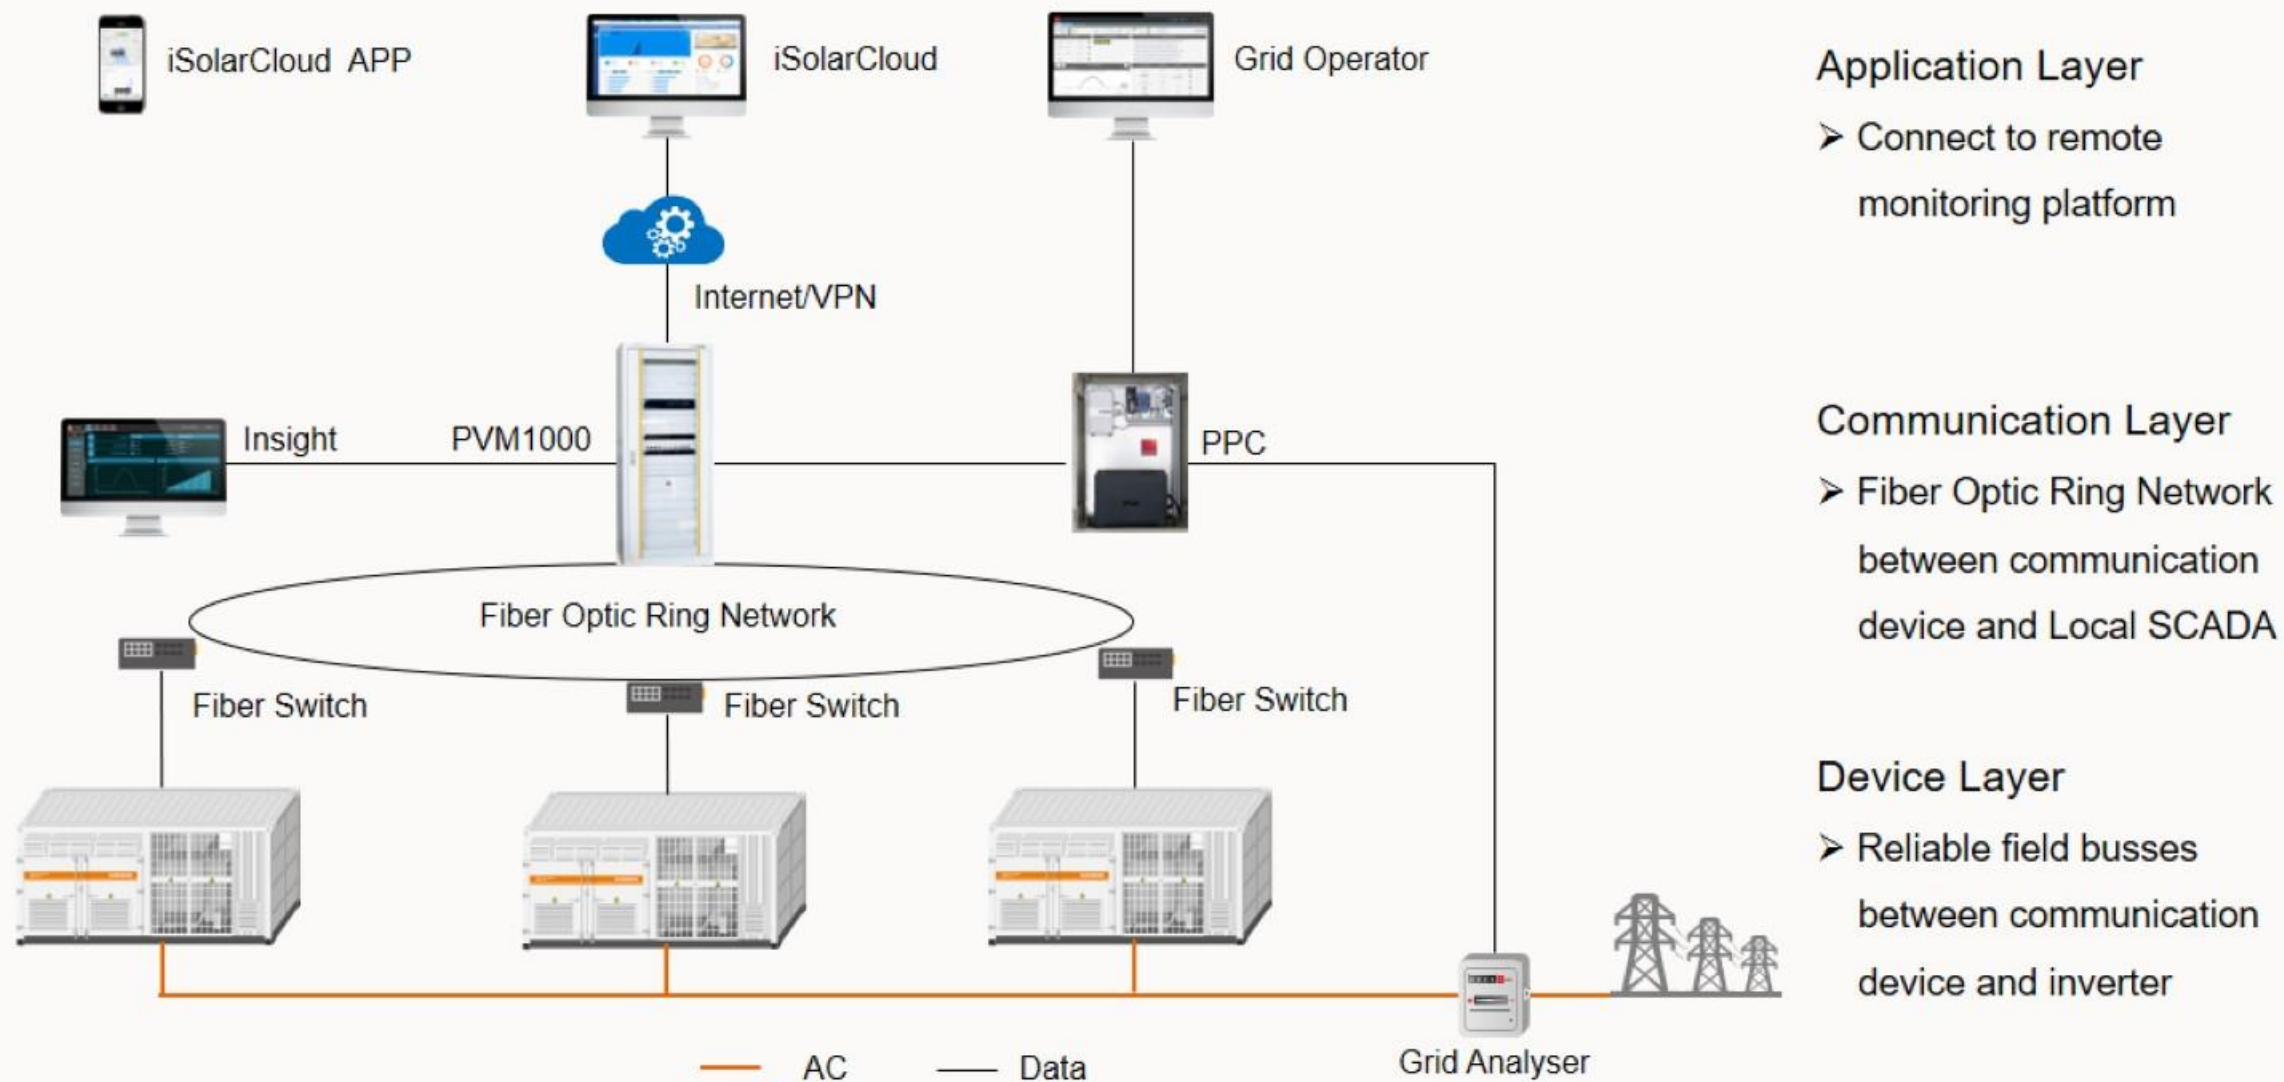 iSolarCloud APP
iSolarCloud
Grid Operator
Application Layer
➤ Connect to remote
monitoring platform
Internet/VPN
Insight
PVM1000
PPC
Communication Layer
➤ Fiber Optic Ring Network
between communication
device and Local SCADA
Fiber Optic Ring Network
Fiber Switch
Fiber Switch
Fiber Switch
Device Layer
➤ Reliable field busses
between communication
device and inverter
Grid Analyser
AC
Data